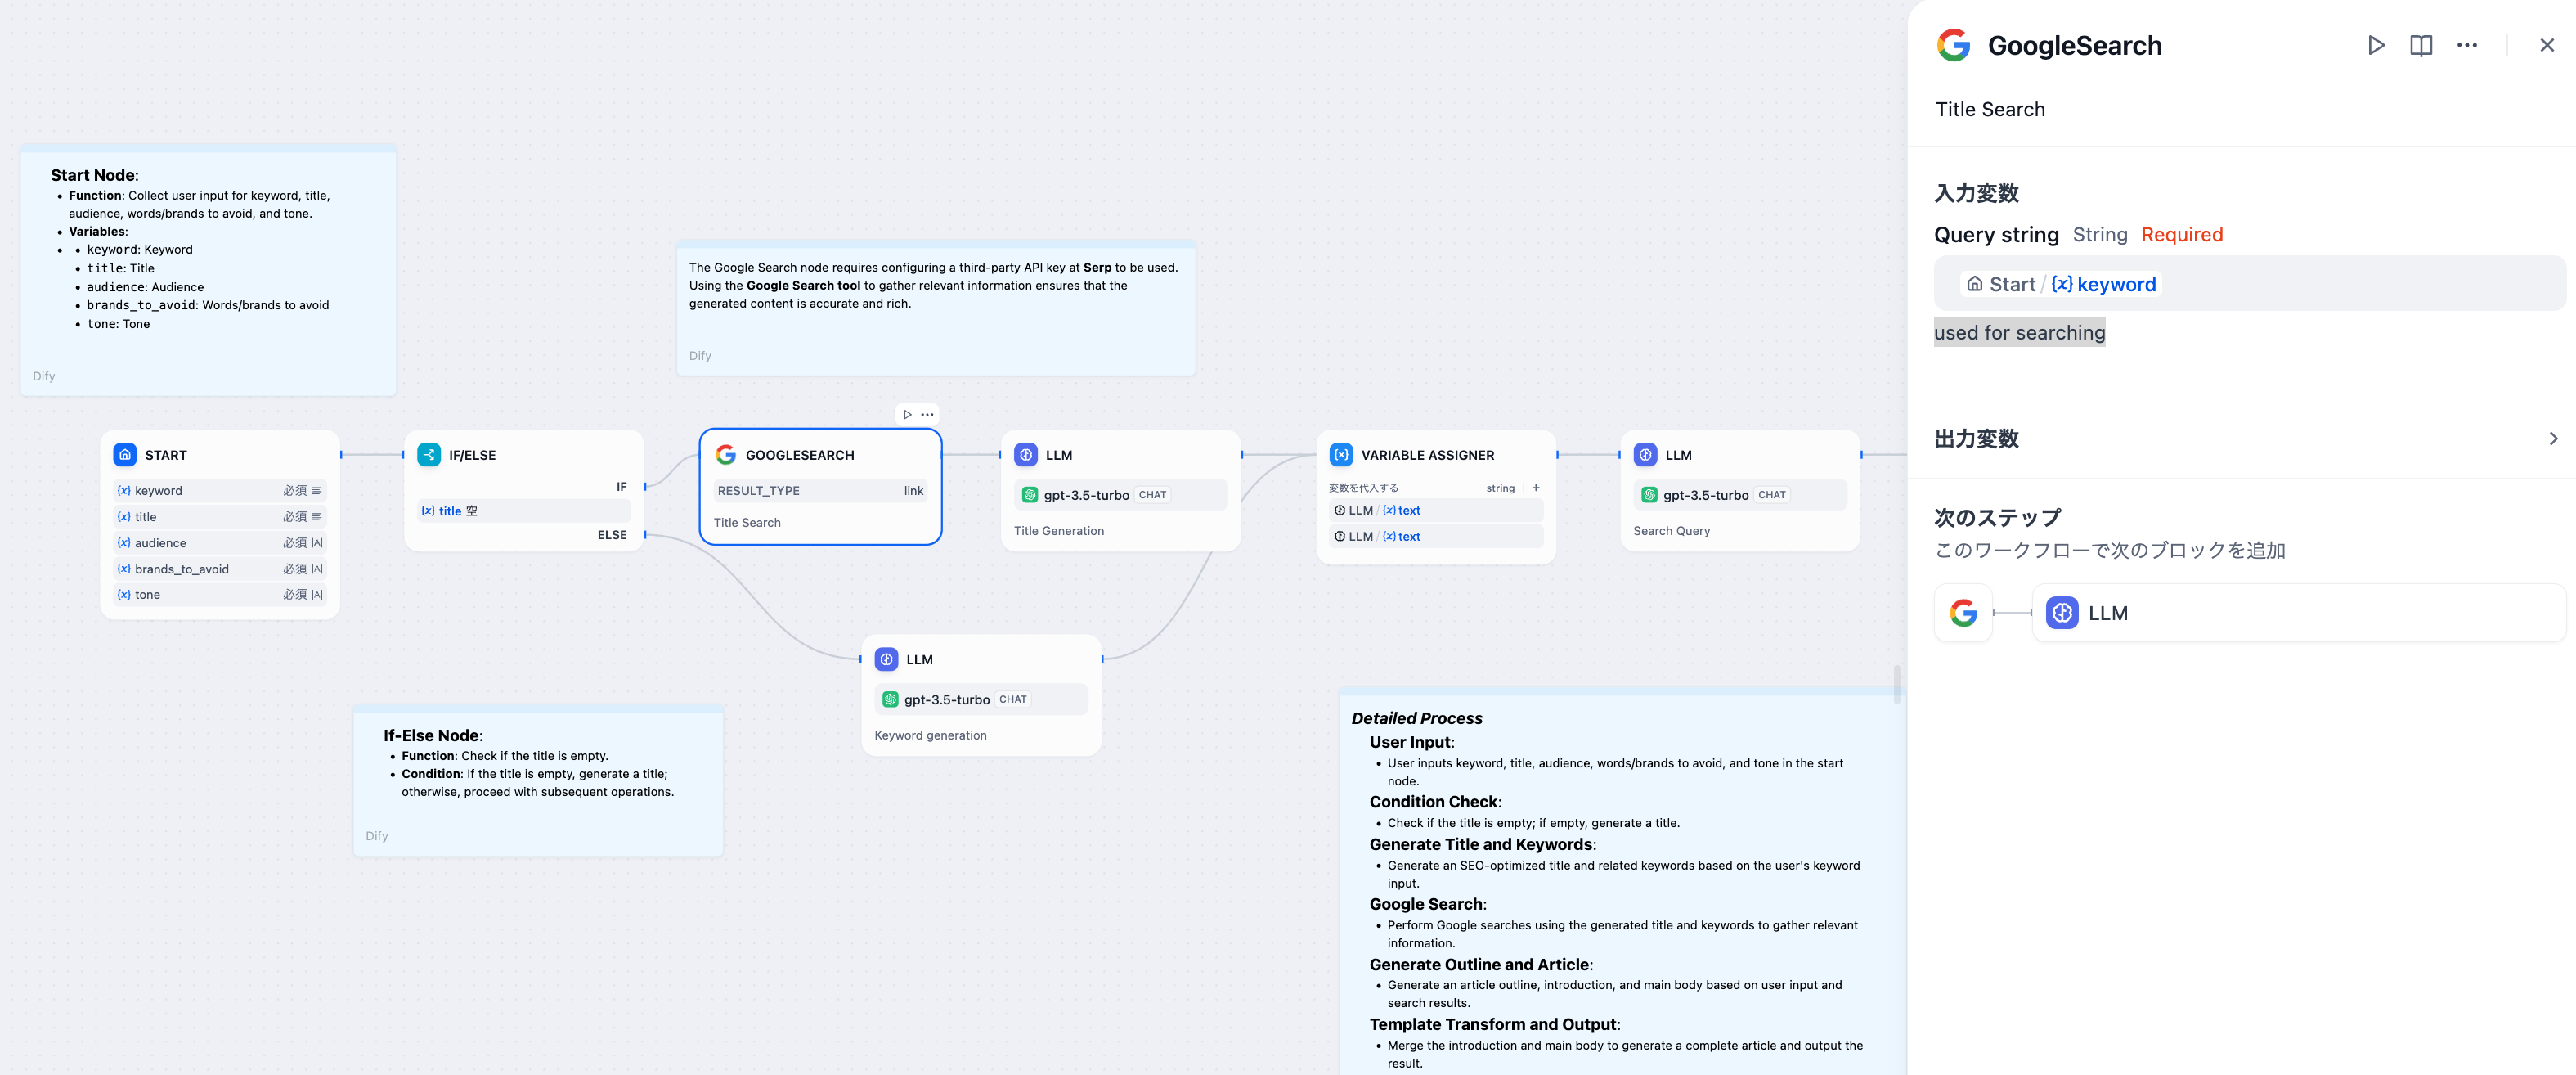 Start Node:
• Function: Collect user input for keyword, title,
audience, words/brands to avoid, and tone.
• Variables:
• • keyword: Keyword
• title: Title
• audience: Audience
• brands_to_avoid: Words/brands to avoid
• tone: Tone
Dify
The Google Search node requires configuring a third-party API key at Serp to be used.
Using the Google Search tool to gather relevant information ensures that the
generated content is accurate and rich.
Dify
START
{x} keyword 必須
{x} title 必須
{x} audience 必須
{x} brands_to_avoid 必須
{x} tone 必須
IF/ELSE
IF
{x} title 空
ELSE
GOOGLESEARCH
RESULT_TYPE link
Title Search
LLM
gpt-3.5-turbo CHAT
Title Generation
VARIABLE ASSIGNER
変数を代入する string +
LLM / {x} text
LLM / {x} text
LLM
gpt-3.5-turbo CHAT
Search Query
LLM
gpt-3.5-turbo CHAT
Keyword generation
If-Else Node:
• Function: Check if the title is empty.
• Condition: If the title is empty, generate a title;
otherwise, proceed with subsequent operations.
Dify
Detailed Process
User Input:
• User inputs keyword, title, audience, words/brands to avoid, and tone in the start
node.
Condition Check:
• Check if the title is empty; if empty, generate a title.
Generate Title and Keywords:
• Generate an SEO-optimized title and related keywords based on the user's keyword
input.
Google Search:
• Perform Google searches using the generated title and keywords to gather relevant
information.
Generate Outline and Article:
• Generate an article outline, introduction, and main body based on user input and
search results.
Template Transform and Output:
• Merge the introduction and main body to generate a complete article and output the
result.
GoogleSearch
Title Search
入力変数
Query string String Required
Start / {x} keyword
used for searching
出力変数
次のステップ
このワークフローで次のブロックを追加
LLM